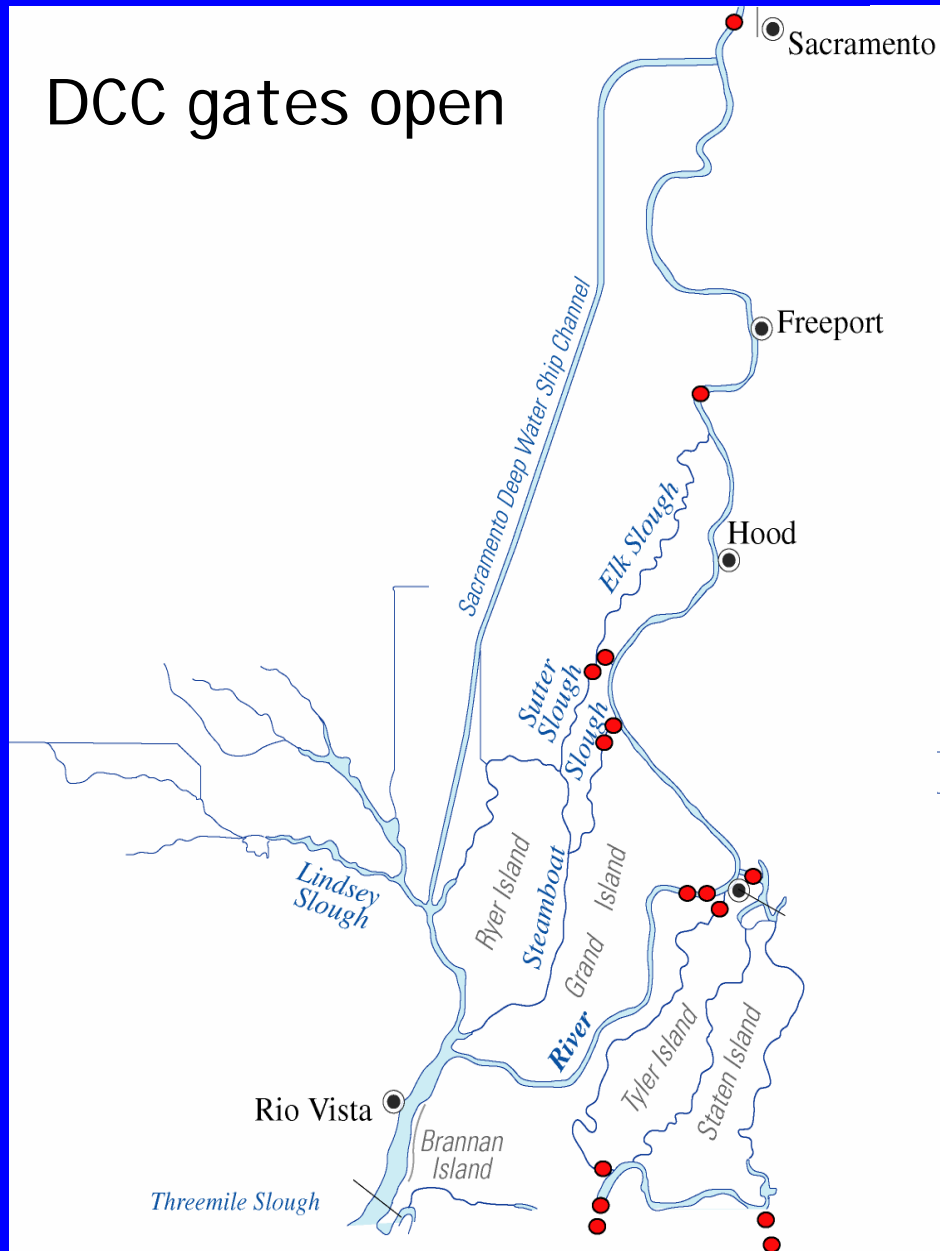 DCC gates open
Sacramento
Freeport
Sacramento Deep Water Ship Channel
Elk Slough
Hood
Sutter
Slough
Slough
Steamboat
Lindsey
Slough
Ryer Island
Grand Island
River
Tyler Island
Staten Island
Rio Vista
Brannan
Island
Threemile Slough